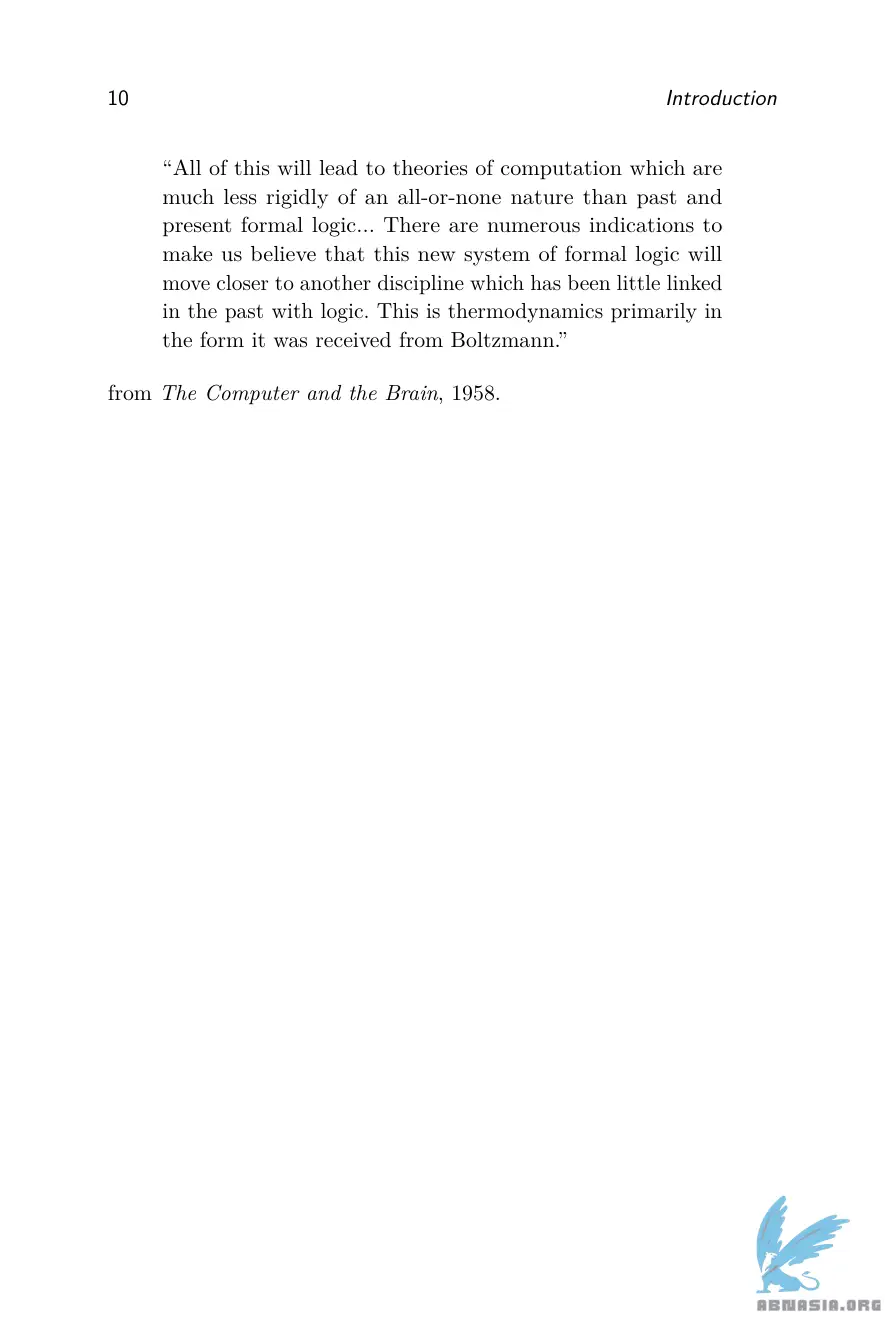 10 Introduction
“All of this will lead to theories of computation which are
much less rigidly of an all-or-none nature than past and
present formal logic... There are numerous indications to
make us believe that this new system of formal logic will
move closer to another discipline which has been little linked
in the past with logic. This is thermodynamics primarily in
the form it was received from Boltzmann.”
from The Computer and the Brain, 1958.
ABNASIA.ORG